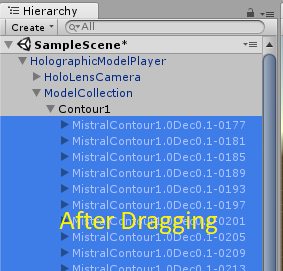 Hierarchy
Create
All
SampleScene*
HolographicModelPlayer
HoloLensCamera
ModelCollection
Contour1
MistralContour1.0Dec0.1-0177
MistralContour1.0Dec0.1-0181
MistralContour1.0Dec0.1-0185
MistralContour1.0Dec0.1-0189
MistralContour1.0Dec0.1-0193
MistralContour1.0Dec0.1-0197
After Dragging
MistralContour1.0Dec0.1-0201
MistralContour1.0Dec0.1-0205
MistralContour1.0Dec0.1-0209
MistralContour1.0Dec0.1-0213